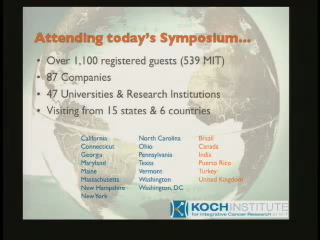 Attending today's Symposium...
• Over 1,100 registered guests (539 MIT)
• 87 Companies
• 47 Universities & Research Institutions
• Visiting from 15 states & 6 countries
California North Carolina Brazil
Connecticut Ohio Canada
Georgia Pennsylvania India
Maryland Texas Puerto Rico
Maine Vermont Turkey
Massachusetts Washington United Kingdom
New Hampshire Washington, DC
New York
KOCH INSTITUTE
for Integrative Cancer Research at MIT